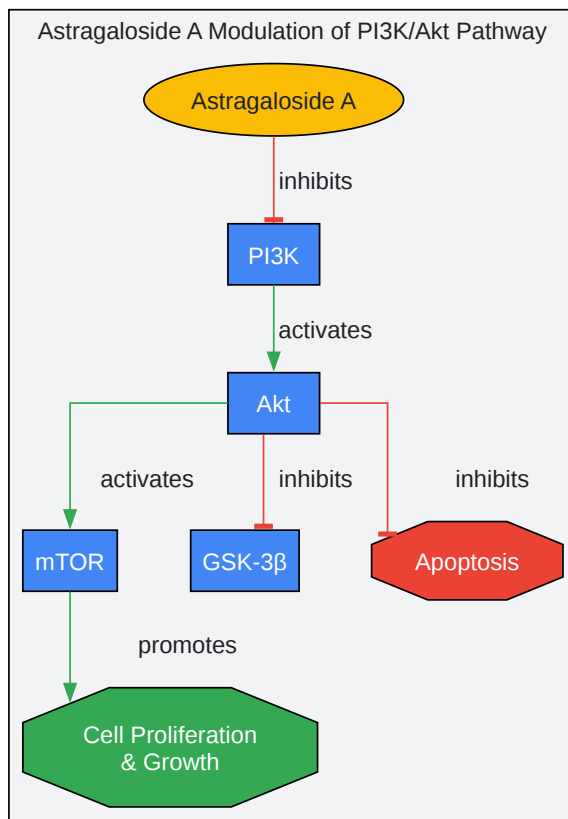 Astragaloside A Modulation of PI3K/Akt Pathway
Astragaloside A
inhibits
PI3K
activates
Akt
activates
inhibits
inhibits
mTOR
GSK-3β
Apoptosis
promotes
Cell Proliferation
& Growth